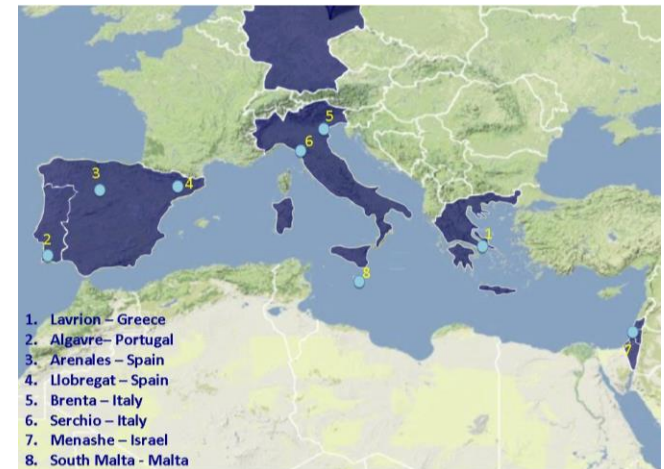 5
6
3
4
2
1
8
7
1. Lavrion – Greece
2. Algavre– Portugal
3. Arenales – Spain
4. Llobregat – Spain
5. Brenta – Italy
6. Serchio – Italy
7. Menashe – Israel
8. South Malta - Malta